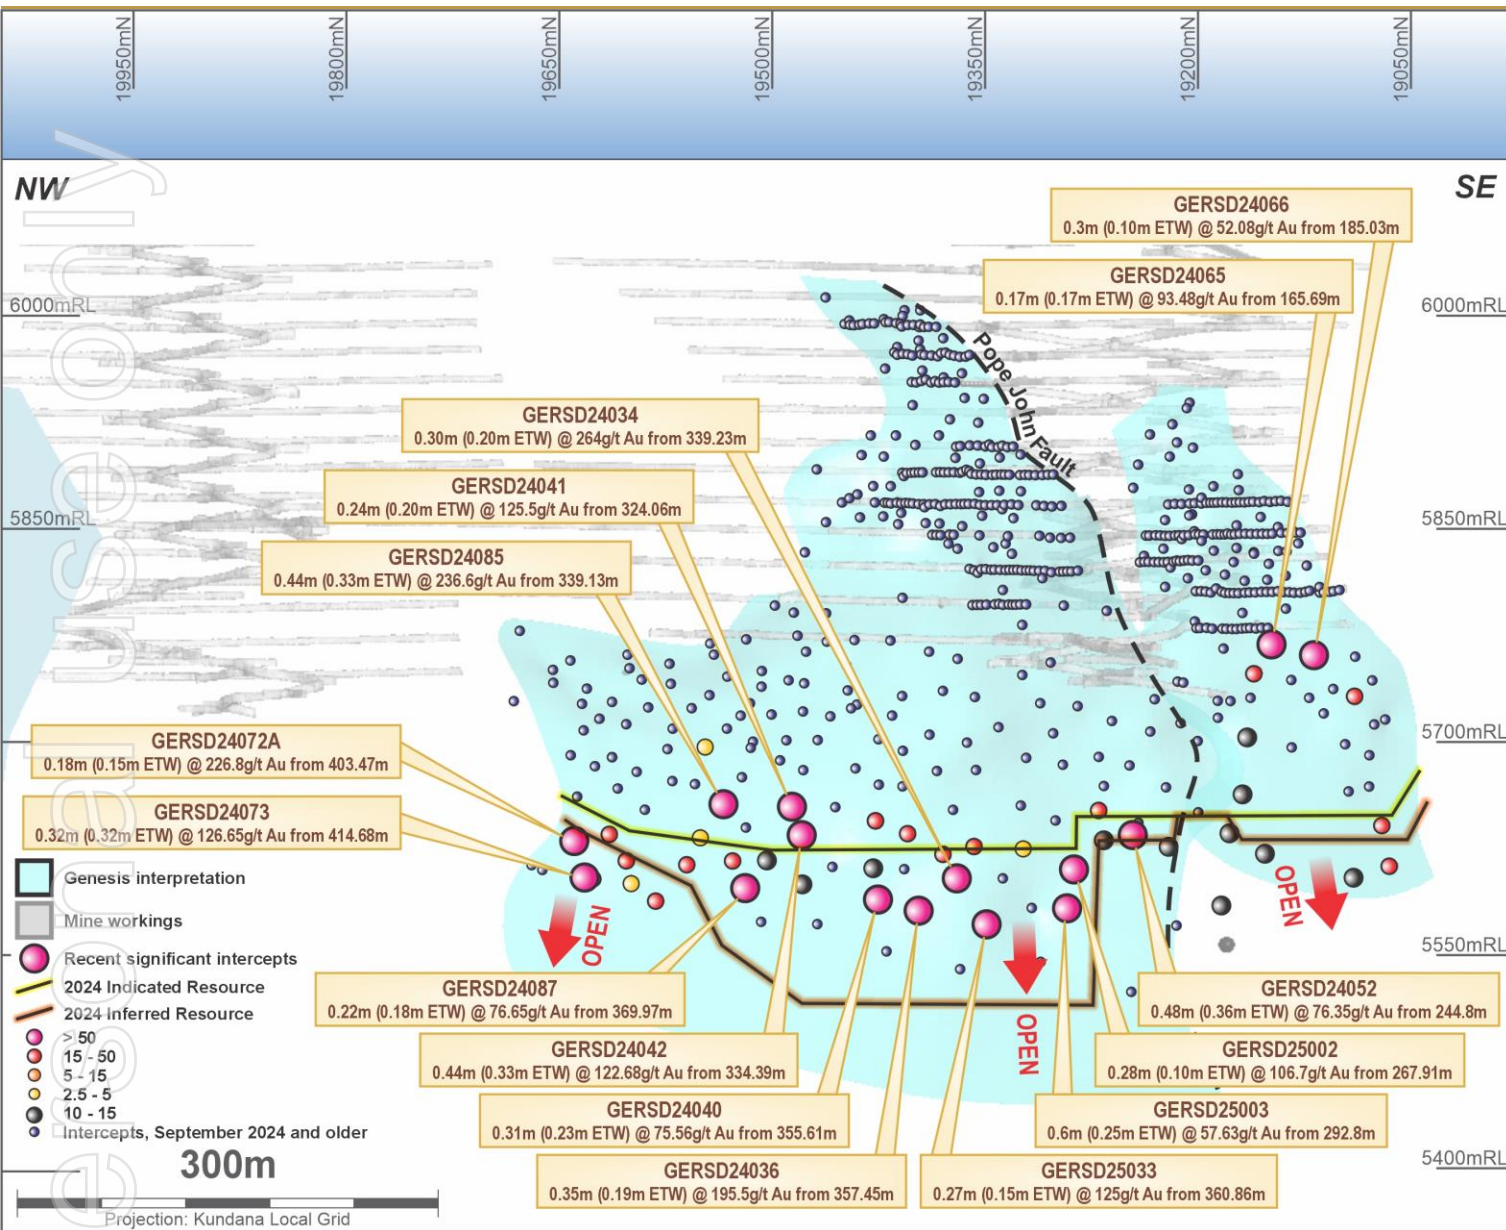 19950mN
19800mN
19650mN
19500mN
19350mN
19200mN
19050mN
NW
SE
GERSD24066
0.3m (0.10m ETW) @ 52.08g/t Au from 185.03m
GERSD24065
0.17m (0.17m ETW) @ 93.48g/t Au from 165.69m
6000mRL
6000mRL
Pope John Fault
GERSD24034
0.30m (0.20m ETW) @ 264g/t Au from 339.23m
GERSD24041
0.24m (0.20m ETW) @ 125.5g/t Au from 324.06m
5850mRL
5850mRL
GERSD24085
0.44m (0.33m ETW) @ 236.6g/t Au from 339.13m
GERSD24072A
0.18m (0.15m ETW) @ 226.8g/t Au from 403.47m
5700mRL
GERSD24073
0.32m (0.32m ETW) @ 126.65g/t Au from 414.68m
Genesis interpretation
Mine workings
Recent significant intercepts
2024 Indicated Resource
2024 Inferred Resource
> 50
15 - 50
5 - 15
2.5 - 5
10 - 15
Intercepts, September 2024 and older
OPEN
OPEN
OPEN
5550mRL
GERSD24087
0.22m (0.18m ETW) @ 76.65g/t Au from 369.97m
GERSD24052
0.48m (0.36m ETW) @ 76.35g/t Au from 244.8m
GERSD24042
0.44m (0.33m ETW) @ 122.68g/t Au from 334.39m
GERSD25002
0.28m (0.10m ETW) @ 106.7g/t Au from 267.91m
GERSD24040
0.31m (0.23m ETW) @ 75.56g/t Au from 355.61m
GERSD25003
0.6m (0.25m ETW) @ 57.63g/t Au from 292.8m
GERSD24036
0.35m (0.19m ETW) @ 195.5g/t Au from 357.45m
GERSD25033
0.27m (0.15m ETW) @ 125g/t Au from 360.86m
5400mRL
300m
Projection: Kundana Local Grid
ersonal use only